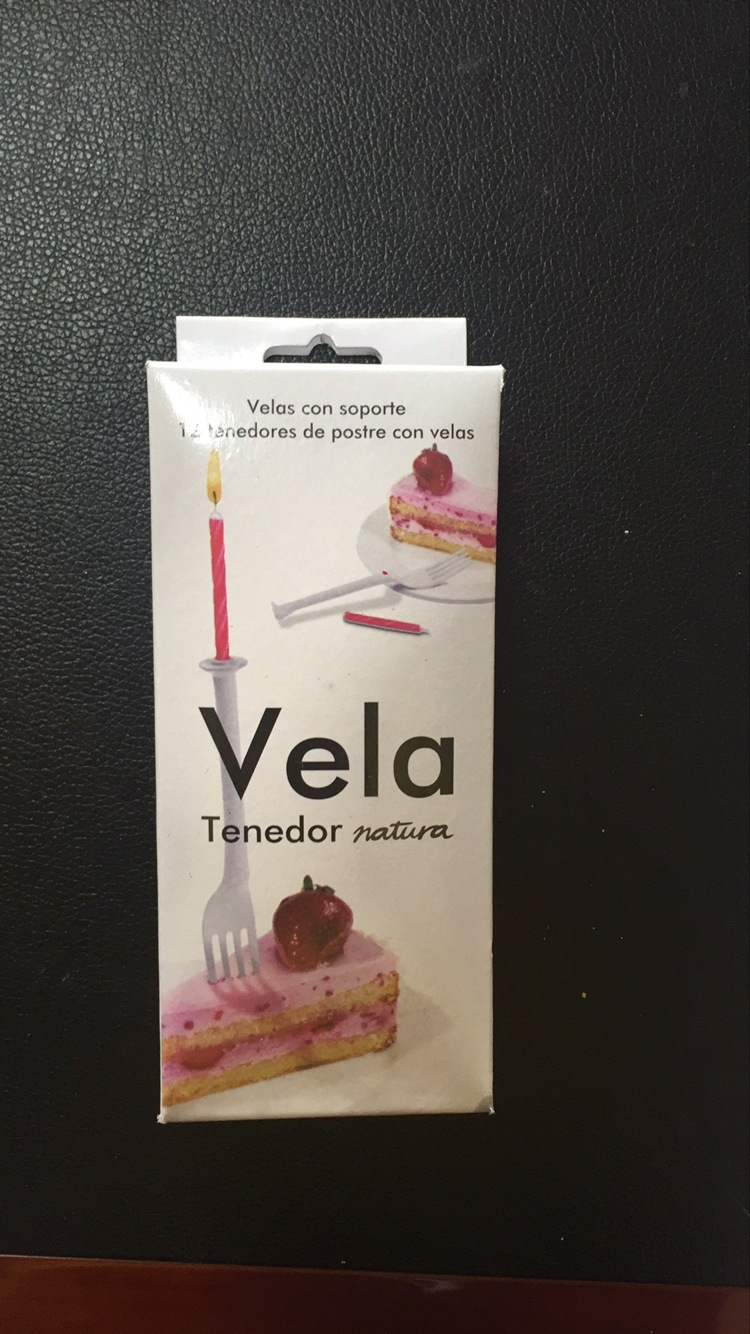 Velas con soporte
12 tenedores de postre con velas
Vela
Tenedor natura